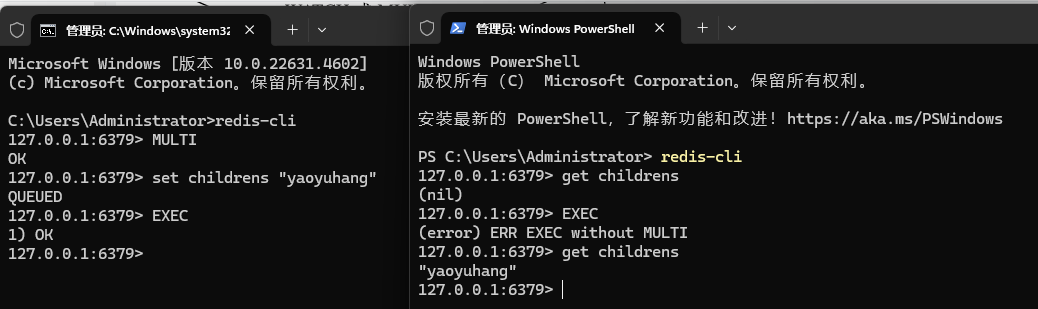 管理员: C:\Windows\system32
Microsoft Windows [版本 10.0.22631.4602]
(c) Microsoft Corporation。保留所有权利。
C:\Users\Administrator>redis-cli
127.0.0.1:6379> MULTI
OK
127.0.0.1:6379> set childrens "yaoyuhang"
QUEUED
127.0.0.1:6379> EXEC
1) OK
127.0.0.1:6379>
管理员: Windows PowerShell
Windows PowerShell
版权所有 (C) Microsoft Corporation。保留所有权利。
安装最新的 PowerShell,了解新功能和改进!https://aka.ms/PSWindows
PS C:\Users\Administrator> redis-cli
127.0.0.1:6379> get childrens
(nil)
127.0.0.1:6379> EXEC
(error) ERR EXEC without MULTI
127.0.0.1:6379> get childrens
"yaoyuhang"
127.0.0.1:6379>